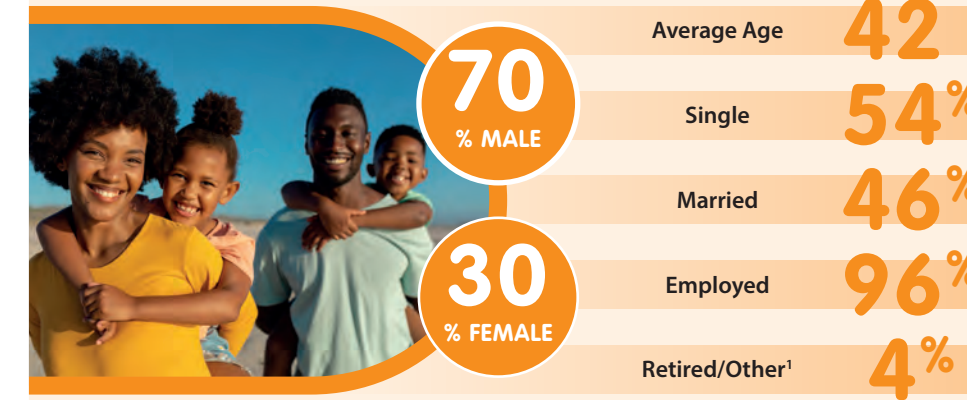 70
% MALE
30
% FEMALE
Average Age 42
Single 54%
Married 46%
Employed 96%
Retired/Other¹ 4%